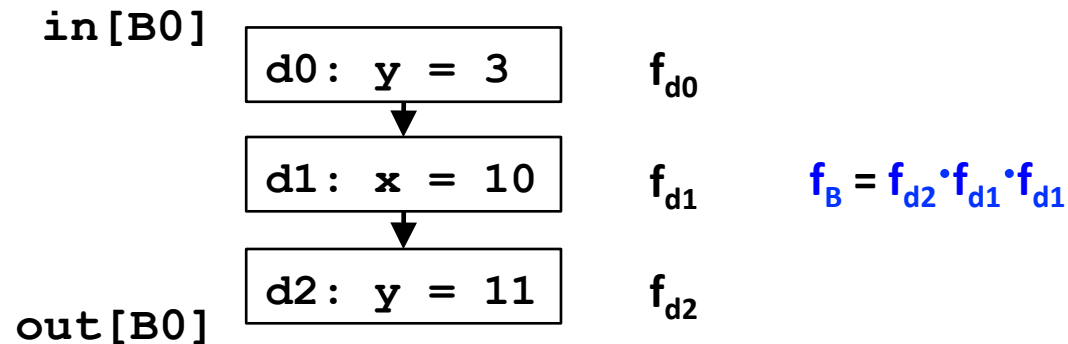 in[B0]
d0: y = 3 f_d0
d1: x = 10 f_d1 f_B = f_d2·f_d1·f_d1
d2: y = 11 f_d2
out[B0]